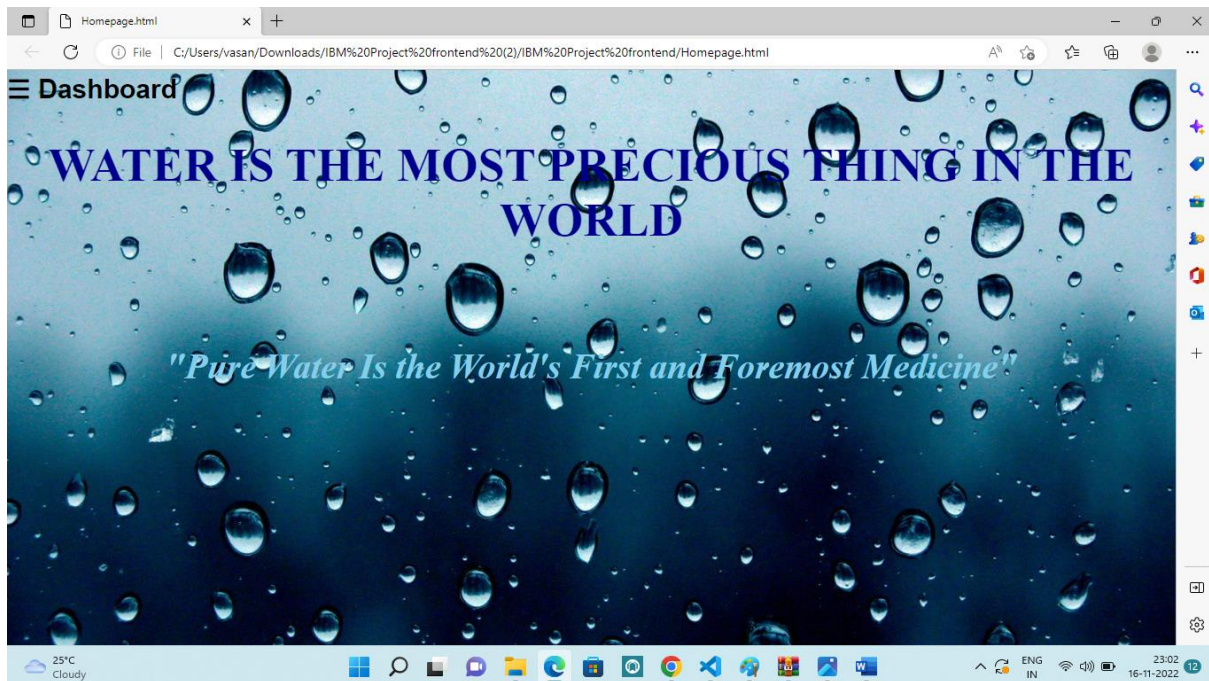 Homepage.html
File | C:/Users/vasan/Downloads/IBM%20Project%20frontend%20(2)/IBM%20Project%20frontend/Homepage.html
☰ Dashboard
WATER IS THE MOST PRECIOUS THING IN THE
WORLD
"Pure Water Is the World's First and Foremost Medicine"
25°C
Cloudy
ENG
IN
23:02
16-11-2022
12